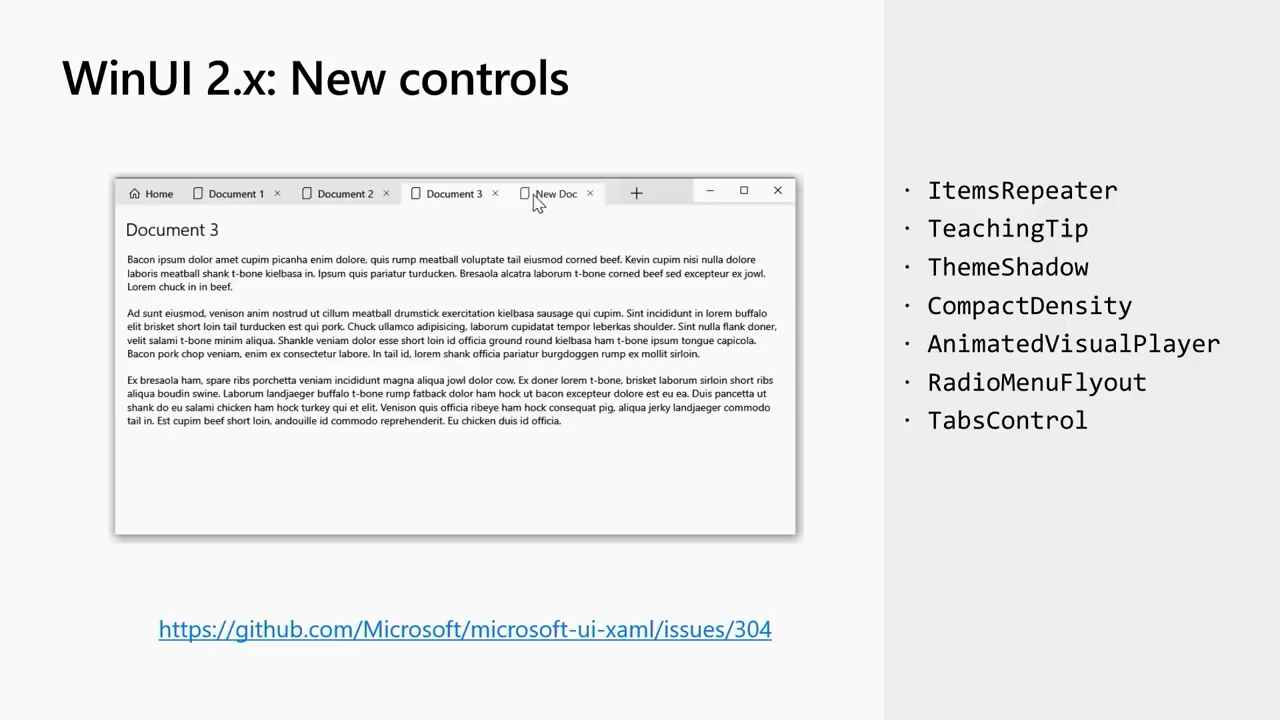 WinUI 2.x: New controls
Home Document 1 Document 2 Document 3 New Doc
Document 3
Bacon ipsum dolor amet cupim picanha enim dolore, quis rump meatball voluptate tail eiusmod corned beef. Kevin cupim nisi nulla dolore
laboris meatball shank t-bone kielbasa in. Ipsum quis pariatur turducken. Bresaola alcatra laborum t-bone corned beef sed excepteur ex jowl.
Lorem chuck in in beef.
Ad sunt eiusmod, venison anim nostrud ut cillum meatball drumstick exercitation kielbasa sausage qui cupim. Sint incididunt in lorem buffalo
elit brisket short loin tail turducken est qui pork. Chuck ullamco adipisicing, laborum cupidatat tempor leberkas shoulder. Sint nulla flank doner,
velit salami t-bone minim aliqua. Shankle veniam dolor esse short loin id officia ground round kielbasa ham t-bone ipsum tongue capicola.
Bacon pork chop veniam, enim ex consectetur labore. In tail id, lorem shank officia pariatur burgdoggen rump ex mollit sirloin.
Ex bresaola ham, spare ribs porchetta veniam incididunt magna aliqua jowl dolor cow. Ex doner lorem t-bone, brisket laborum sirloin short ribs
aliqua boudin swine. Laborum landjaeger buffalo t-bone rump fatback dolor ham hock ut bacon excepteur dolore est eu ea. Duis pancetta ut
shank do eu salami chicken ham hock turkey qui et elit. Venison quis officia ribeye ham hock consequat pig, aliqua jerky landjaeger commodo
tail in. Est cupim beef short loin, andouille id commodo reprehenderit. Eu chicken duis id officia.
https://github.com/Microsoft/microsoft-ui-xaml/issues/304
· ItemsRepeater
· TeachingTip
· ThemeShadow
· CompactDensity
· AnimatedVisualPlayer
· RadioMenuFlyout
· TabsControl